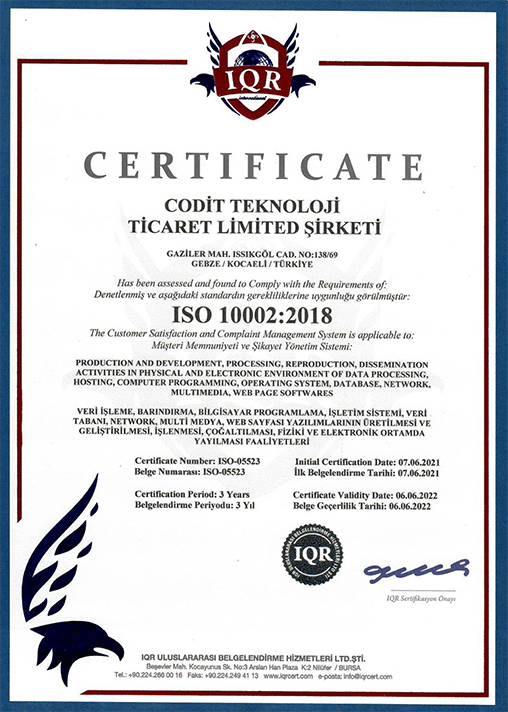 IQR
international
CERTIFICATE
CODİT TEKNOLOJİ
TİCARET LİMİTED ŞİRKETİ
GAZİLER MAH. ISSIKGÖL CAD. NO:138/69
GEBZE / KOCAELİ / TÜRKİYE
Has been assessed and found to Comply with the Requirements of:
Denetlenmiş ve aşağıdaki standardın gerekliliklerine uygunluğu görülmüştür:
ISO 10002:2018
The Customer Satisfaction and Complaint Management System is applicable to:
Müşteri Memnuniyeti ve Şikayet Yönetim Sistemi:
PRODUCTION AND DEVELOPMENT, PROCESSING, REPRODUCTION, DISSEMINATION
ACTIVITIES IN PHYSICAL AND ELECTRONIC ENVIRONMENT OF DATA PROCESSING,
HOSTING, COMPUTER PROGRAMMING, OPERATING SYSTEM, DATABASE, NETWORK,
MULTIMEDIA, WEB PAGE SOFTWARES
VERİ İŞLEME, BARINDIRMA, BİLGİSAYAR PROGRAMLAMA, İŞLETİM SİSTEMİ, VERİ
TABANI, NETWORK, MULTİ MEDYA, WEB SAYFASI YAZILIMLARININ ÜRETİLMESİ VE
GELİŞTİRİLMESİ, İŞLENMESİ, ÇOĞALTILMASI, FİZİKİ VE ELEKTRONİK ORTAMDA
YAYILMASI FAALİYETLERİ
Certificate Number: ISO-05523 Initial Certification Date: 07.06.2021
Belge Numarası: ISO-05523 İlk Belgelendirme Tarihi: 07.06.2021
Certification Period: 3 Years Certificate Validity Date: 06.06.2022
Belgelendirme Periyodu: 3 Yıl Belge Geçerlilik Tarihi: 06.06.2022
IQR
IQR Sertifikasyon Onayı
IQR ULUSLARARASI BELGELENDİRME HİZMETLERİ LTD.ŞTİ.
Beşevler Mah. Kocayunus Sk. No:3 Arslan Han Plaza K:2 Nilüfer / BURSA
Tel.: +90.224.266 00 16 Faks: +90.224.249 41 13 www.iqrcert.com e-posta: info@iqrcert.com